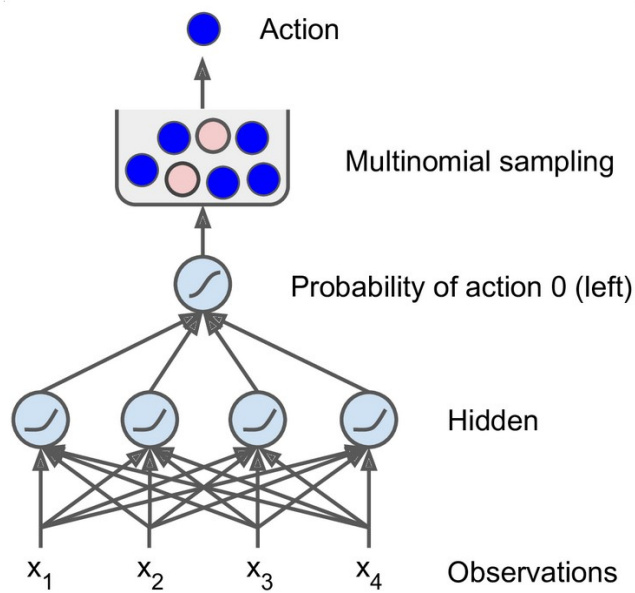 Action
Multinomial sampling
Probability of action 0 (left)
Hidden
x1 x2 x3 x4 Observations